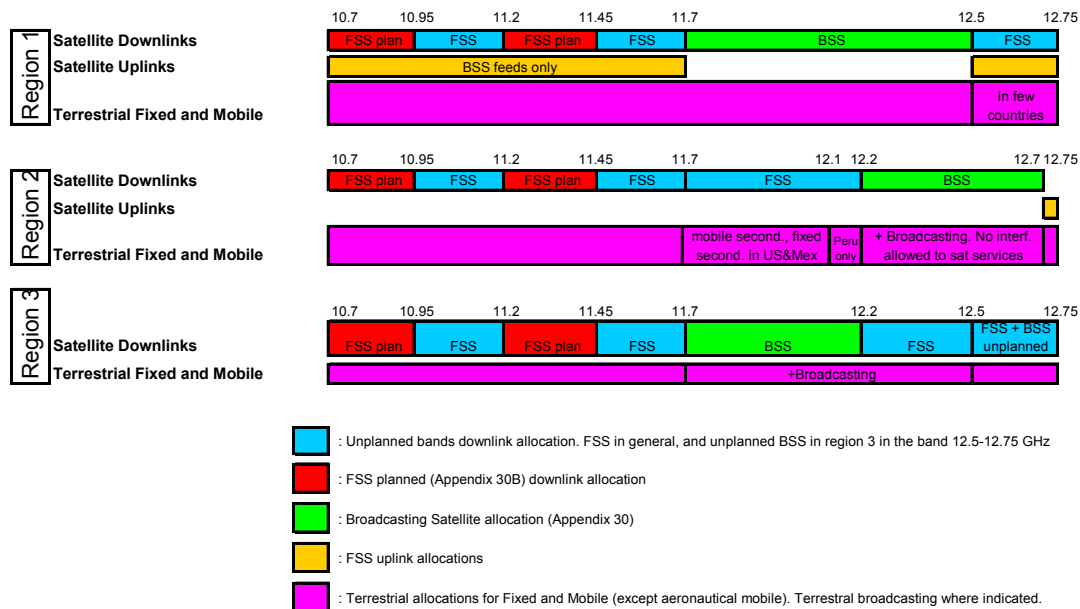 10.7 10.95 11.2 11.45 11.7 12.5 12.75
Region 1
Satellite Downlinks FSS plan FSS FSS plan FSS BSS FSS
Satellite Uplinks BSS feeds only
Terrestrial Fixed and Mobile In few countries
10.7 10.95 11.2 11.45 11.7 12.1 12.2 12.7 12.75
Region 2
Satellite Downlinks FSS plan FSS FSS plan FSS FSS BSS
Satellite Uplinks
mobile second., fixed Peru + Broadcasting. No interf.
Terrestrial Fixed and Mobile second. in US&Mex only allowed to sat services
Region 3
10.7 10.95 11.2 11.45 11.7 12.2 12.5 12.75
FSS + BSS
Satellite Downlinks FSS plan FSS FSS plan FSS BSS FSS unplanned
Terrestrial Fixed and Mobile +Broadcasting
: Unplanned bands downlink allocation. FSS in general, and unplanned BSS in region 3 in the band 12.5-12.75 GHz
: FSS planned (Appendix 30B) downlink allocation
: Broadcasting Satellite allocation (Appendix 30)
: FSS uplink allocations
: Terrestrial allocations for Fixed and Mobile (except aeronautical mobile). Terrestral broadcasting where indicated.